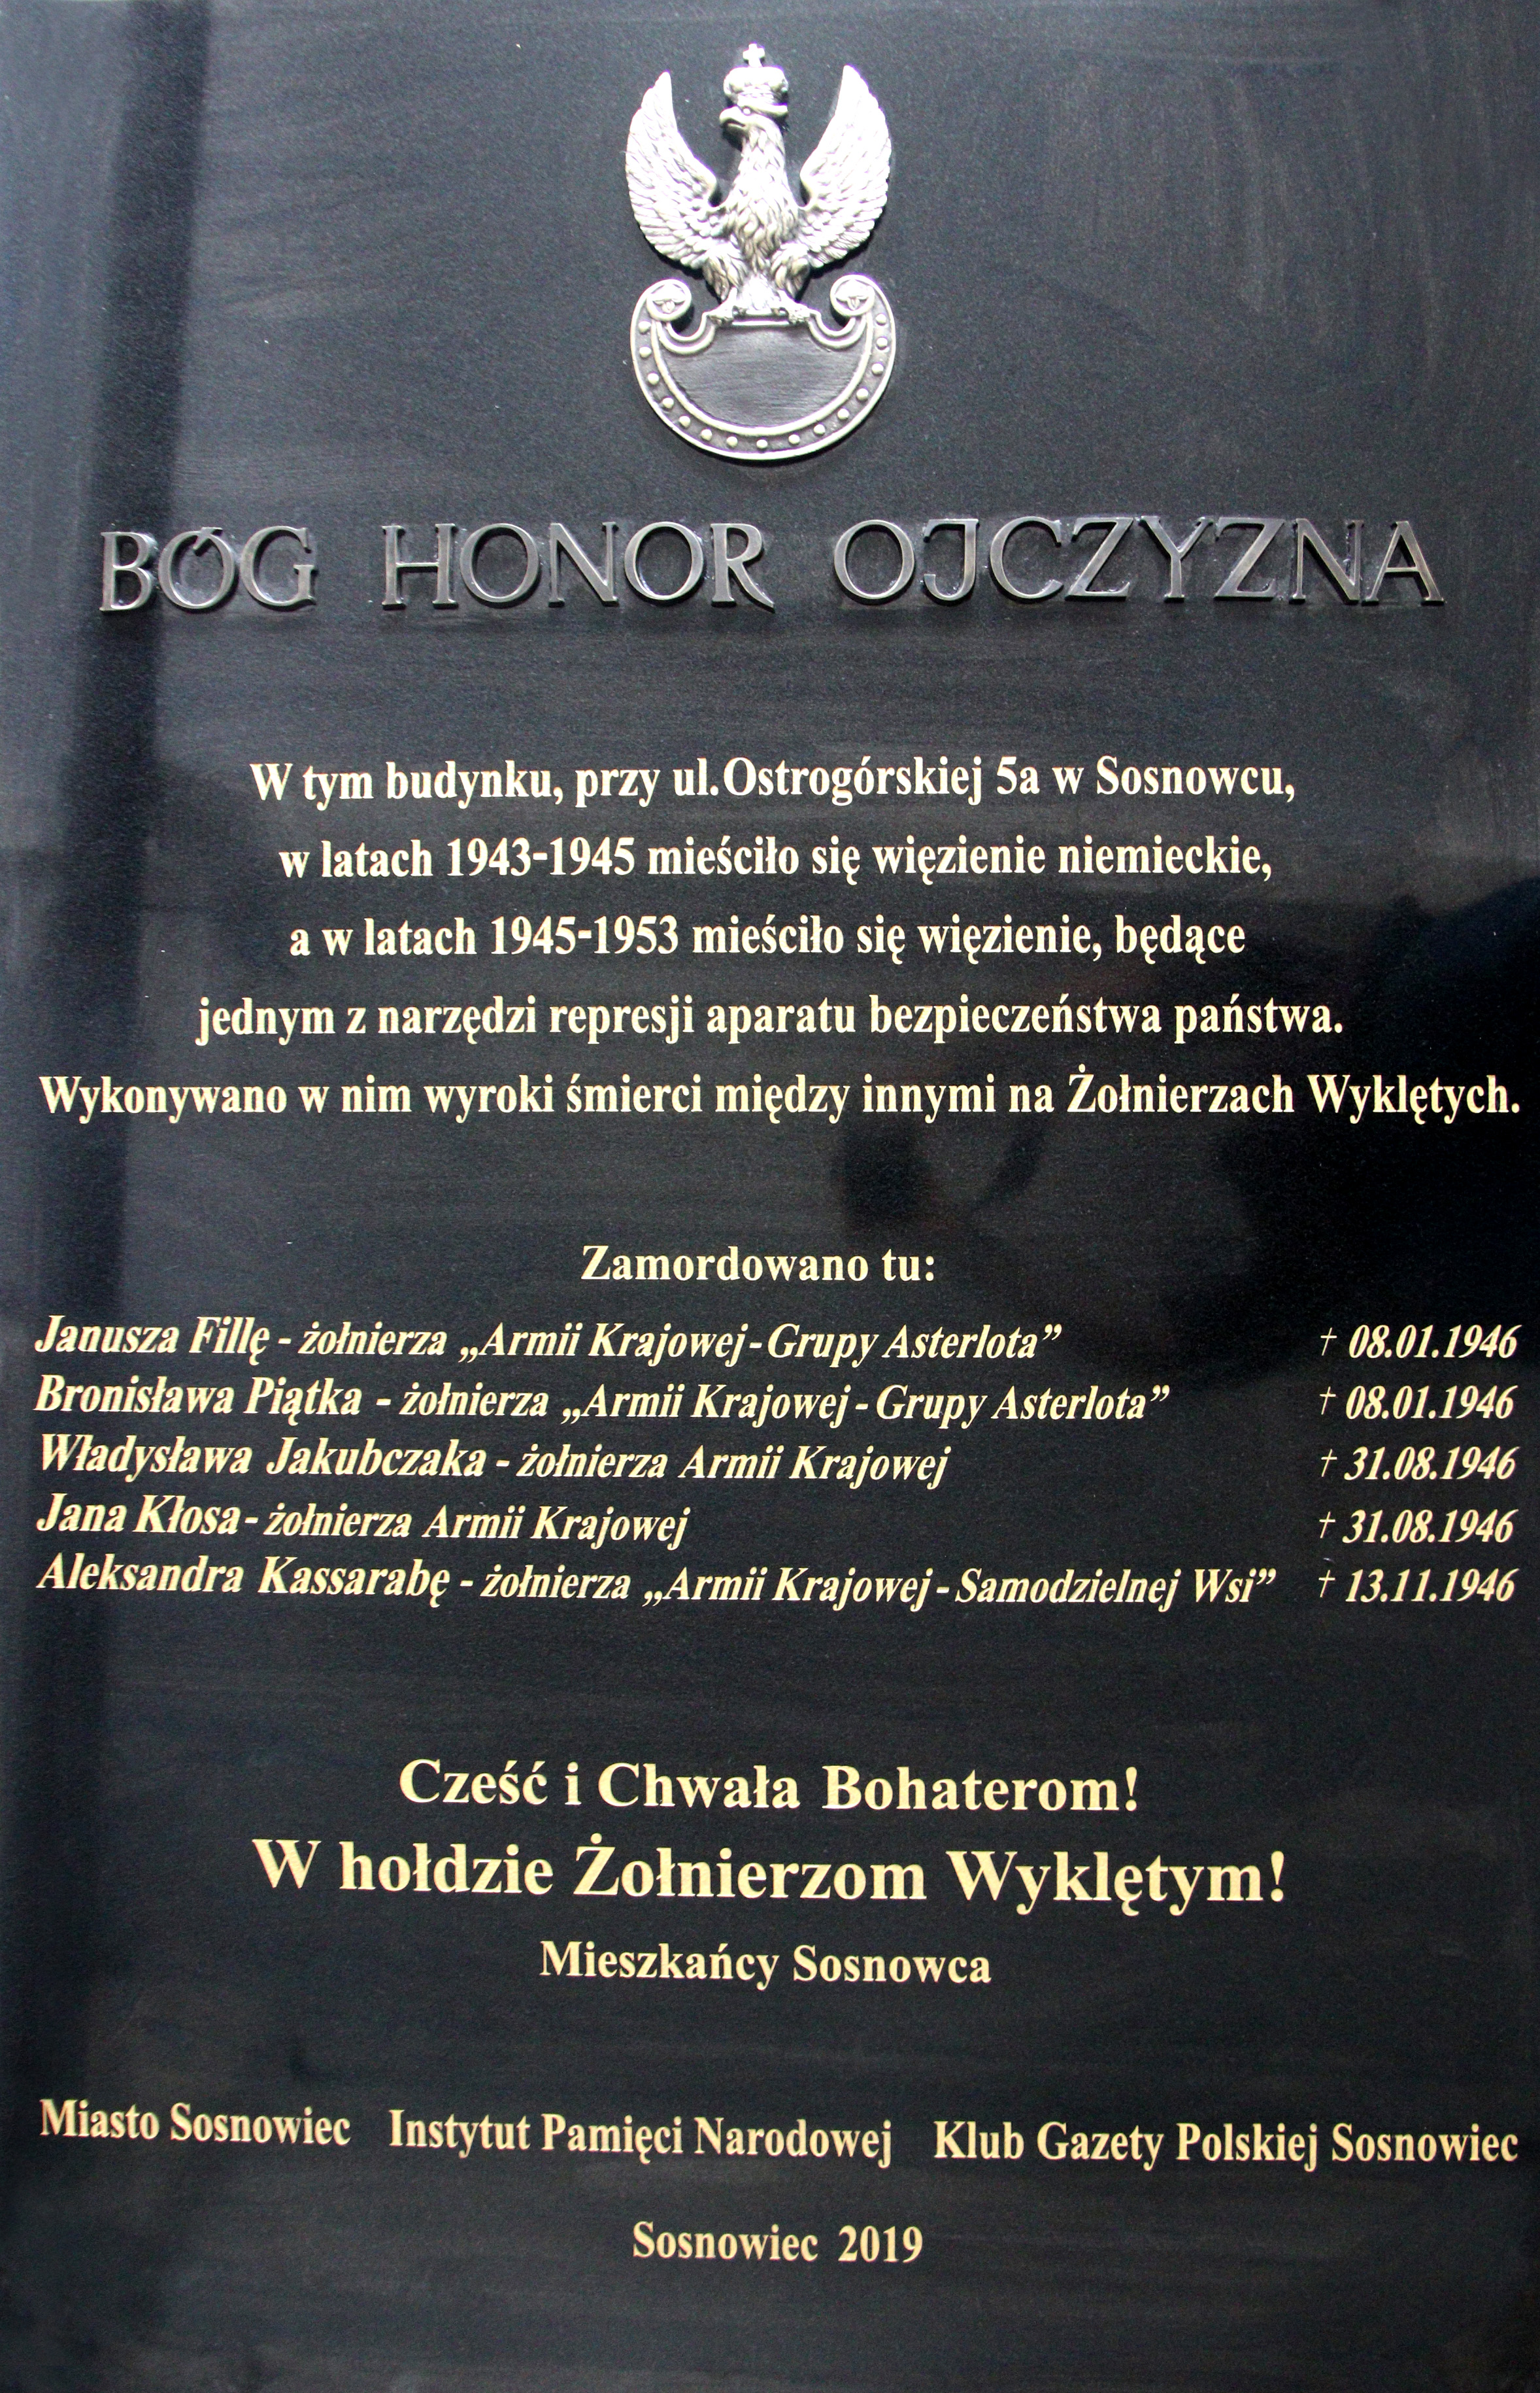 BÓG HONOR OJCZYZNA
W tym budynku, przy ul.Ostrogórskiej 5a w Sosnowcu,
w latach 1943-1945 mieściło się więzienie niemieckie,
a w latach 1945-1953 mieściło się więzienie, będące
jednym z narzędzi represji aparatu bezpieczeństwa państwa.
Wykonywano w nim wyroki śmierci między innymi na Żołnierzach Wyklętych.
Zamordowano tu:
Janusza Fillę - żołnierza „Armii Krajowej - Grupy Asterlota” † 08.01.1946
Bronisława Piątka - żołnierza „Armii Krajowej - Grupy Asterlota” † 08.01.1946
Władysława Jakubczaka - żołnierza Armii Krajowej † 31.08.1946
Jana Kłosa - żołnierza Armii Krajowej † 31.08.1946
Aleksandra Kassarabę - żołnierza „Armii Krajowej - Samodzielnej Wsi” † 13.11.1946
Cześć i Chwała Bohaterom!
W hołdzie Żołnierzom Wyklętym!
Mieszkańcy Sosnowca
Miasto Sosnowiec Instytut Pamięci Narodowej Klub Gazety Polskiej Sosnowiec
Sosnowiec 2019